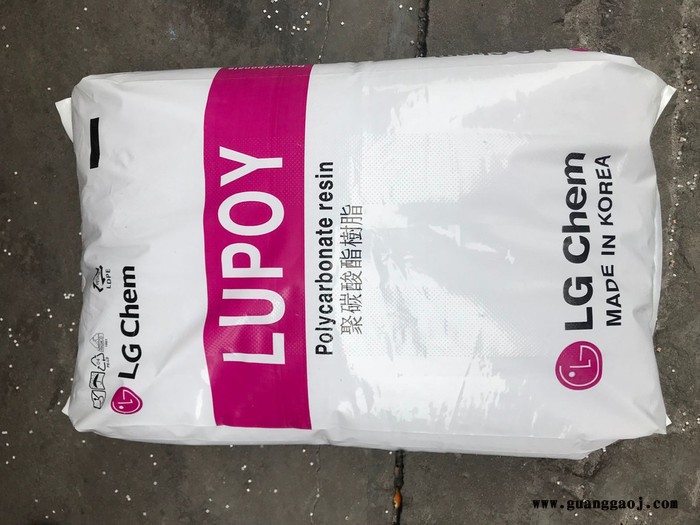 LUPOY
Polycarbonate resin
聚碳酸酯樹脂
LG Chem
LDPE
LG Chem
MADE IN KOREA
www.guanggaoj.com